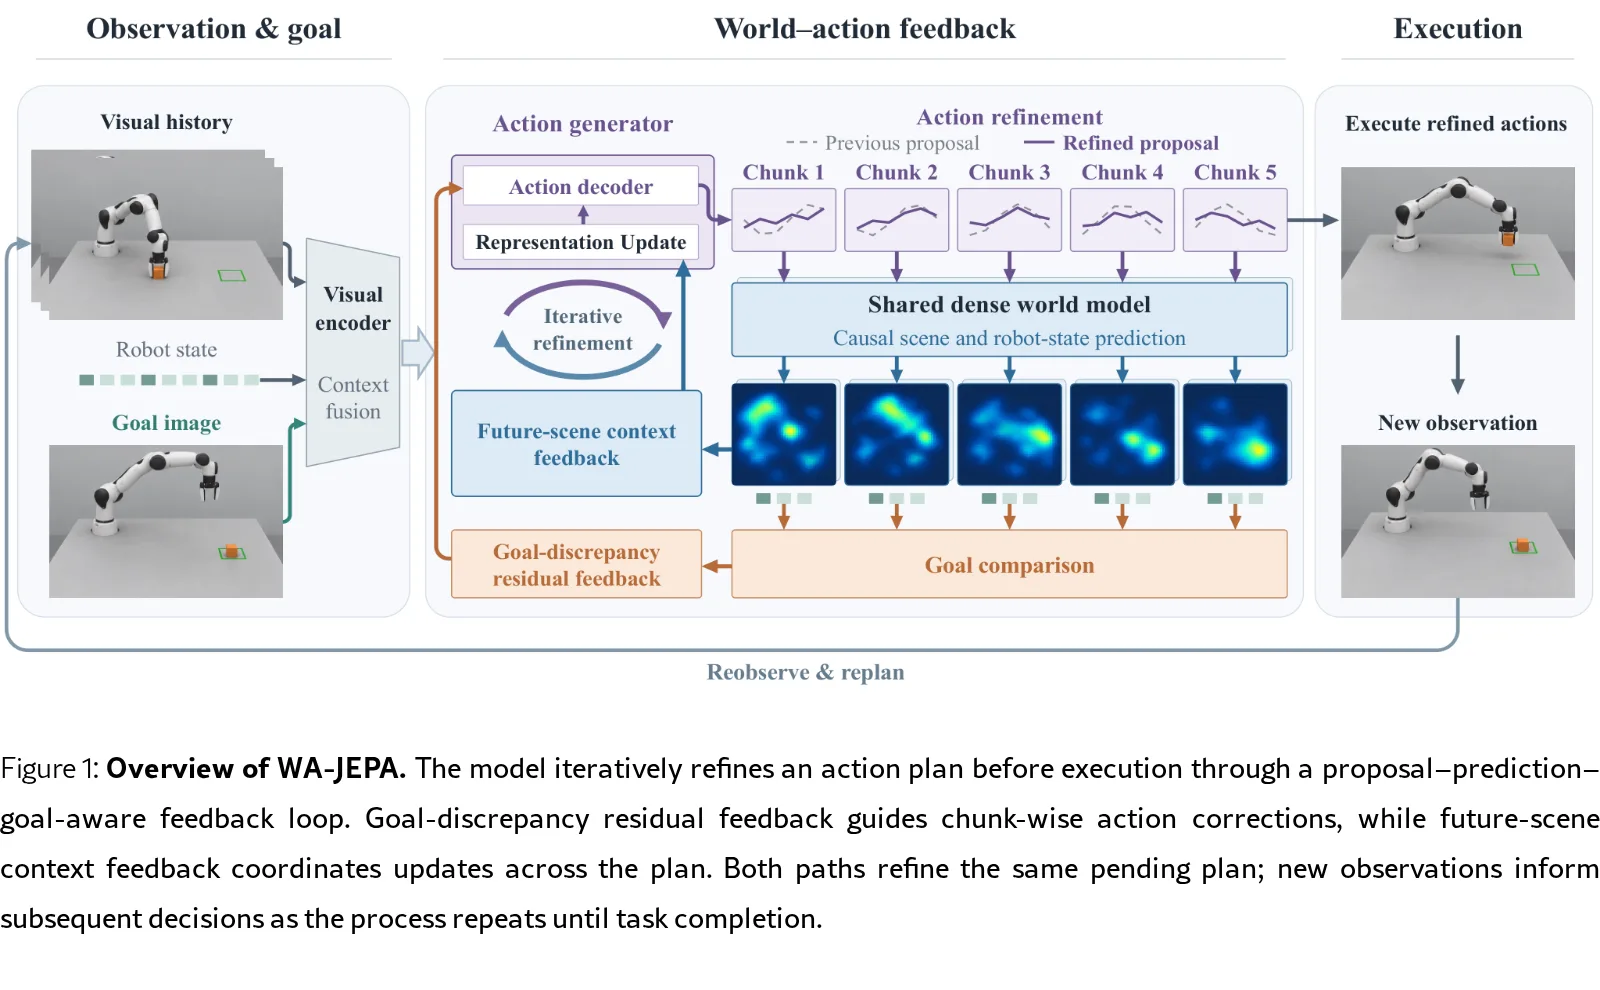 Observation & goal
World–action feedback
Execution
Visual history
Robot state
Goal image
Visual
encoder
Context
fusion
Action generator
Action decoder
Representation Update
Iterative
refinement
Future-scene context
feedback
Goal-discrepancy
residual feedback
Action refinement
Previous proposal
Refined proposal
Chunk 1
Chunk 2
Chunk 3
Chunk 4
Chunk 5
Shared dense world model
Causal scene and robot-state prediction
Goal comparison
Execute refined actions
New observation
Reobserve & replan
Figure 1: Overview of WA-JEPA. The model iteratively refines an action plan before execution through a proposal–prediction–
goal-aware feedback loop. Goal-discrepancy residual feedback guides chunk-wise action corrections, while future-scene
context feedback coordinates updates across the plan. Both paths refine the same pending plan; new observations inform
subsequent decisions as the process repeats until task completion.